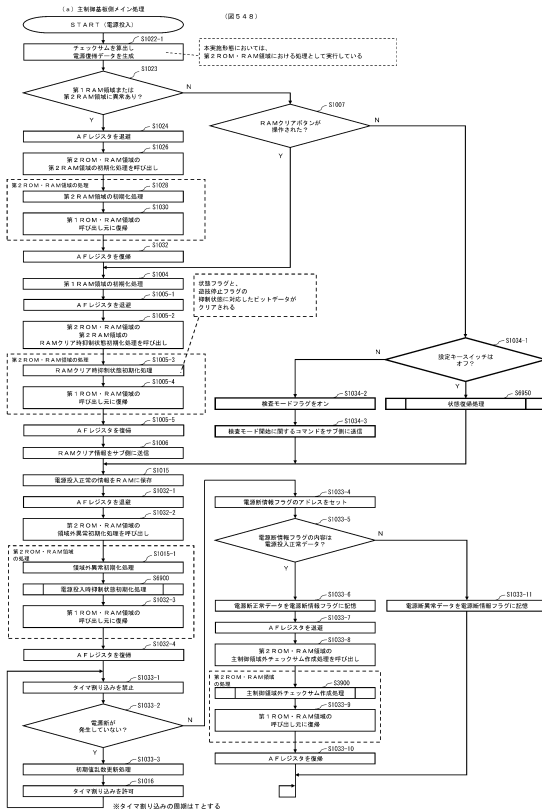 (a) 主制御基板側メイン処理
(図548)
START(電源投入)
S1022-1
チェックサムを算出し
電源復帰データを生成
本実施形態においては、
第2ROM・RAM領域における処理として実行している
S1023
第1RAM領域または
第2RAM領域に異常あり?
N
Y
S1007
RAMクリアボタンが
操作された?
N
Y
S1024
AFレジスタを退避
S1026
第2ROM・RAM領域の
第2RAM領域の初期化処理を呼び出し
第2ROM・RAM領域の処理
S1028
第2RAM領域の初期化処理
S1030
第1ROM・RAM領域の
呼び出し元に復帰
S1032
AFレジスタを復帰
S1004
第1RAM領域の初期化処理
S1005-1
AFレジスタを退避
S1005-2
第2ROM・RAM領域の
第2RAM領域の
RAMクリア時抑制状態初期化処理を呼び出し
状態フラグと、
遊技停止フラグの
抑制状態に対応したビットデータが
クリアされる
第2ROM・RAM領域の処理
S1005-3
RAMクリア時抑制状態初期化処理
S1005-4
第1ROM・RAM領域の
呼び出し元に復帰
S1005-5
AFレジスタを復帰
S1006
RAMクリア情報をサブ側に送信
S1034-1
設定キースイッチは
オフ?
N
Y
S1034-2
検査モードフラグをオン
S1034-3
検査モード開始に関するコマンドをサブ側に送信
S6950
状態復帰処理
S1015
電源投入正常の情報をRAMに保存
S1032-1
AFレジスタを退避
S1032-2
第2ROM・RAM領域の
領域外異常初期化処理を呼び出し
第2ROM・RAM領域
の処理
S1015-1
領域外異常初期化処理
S6900
電源投入時抑制状態初期化処理
S1032-3
第1ROM・RAM領域の
呼び出し元に復帰
S1032-4
AFレジスタを復帰
S1033-1
タイマ割り込みを禁止
S1033-2
電源断が
発生していない?
N
Y
S1033-3
初期値乱数更新処理
S1016
タイマ割り込みを許可
※タイマ割り込みの周期はTとする
S1033-4
電源断情報フラグのアドレスをセット
S1033-5
電源断情報フラグの内容は
電源投入正常データ?
N
Y
S1033-6
電源断正常データを電源断情報フラグに記憶
S1033-11
電源断異常データを電源断情報フラグに記憶
S1033-7
AFレジスタを退避
S1033-8
第2ROM・RAM領域の
主制御領域外チェックサム作成処理を呼び出し
第2ROM・RAM領域
の処理
S3900
主制御領域外チェックサム作成処理
S1033-9
第1ROM・RAM領域の
呼び出し元に復帰
S1033-10
AFレジスタを復帰